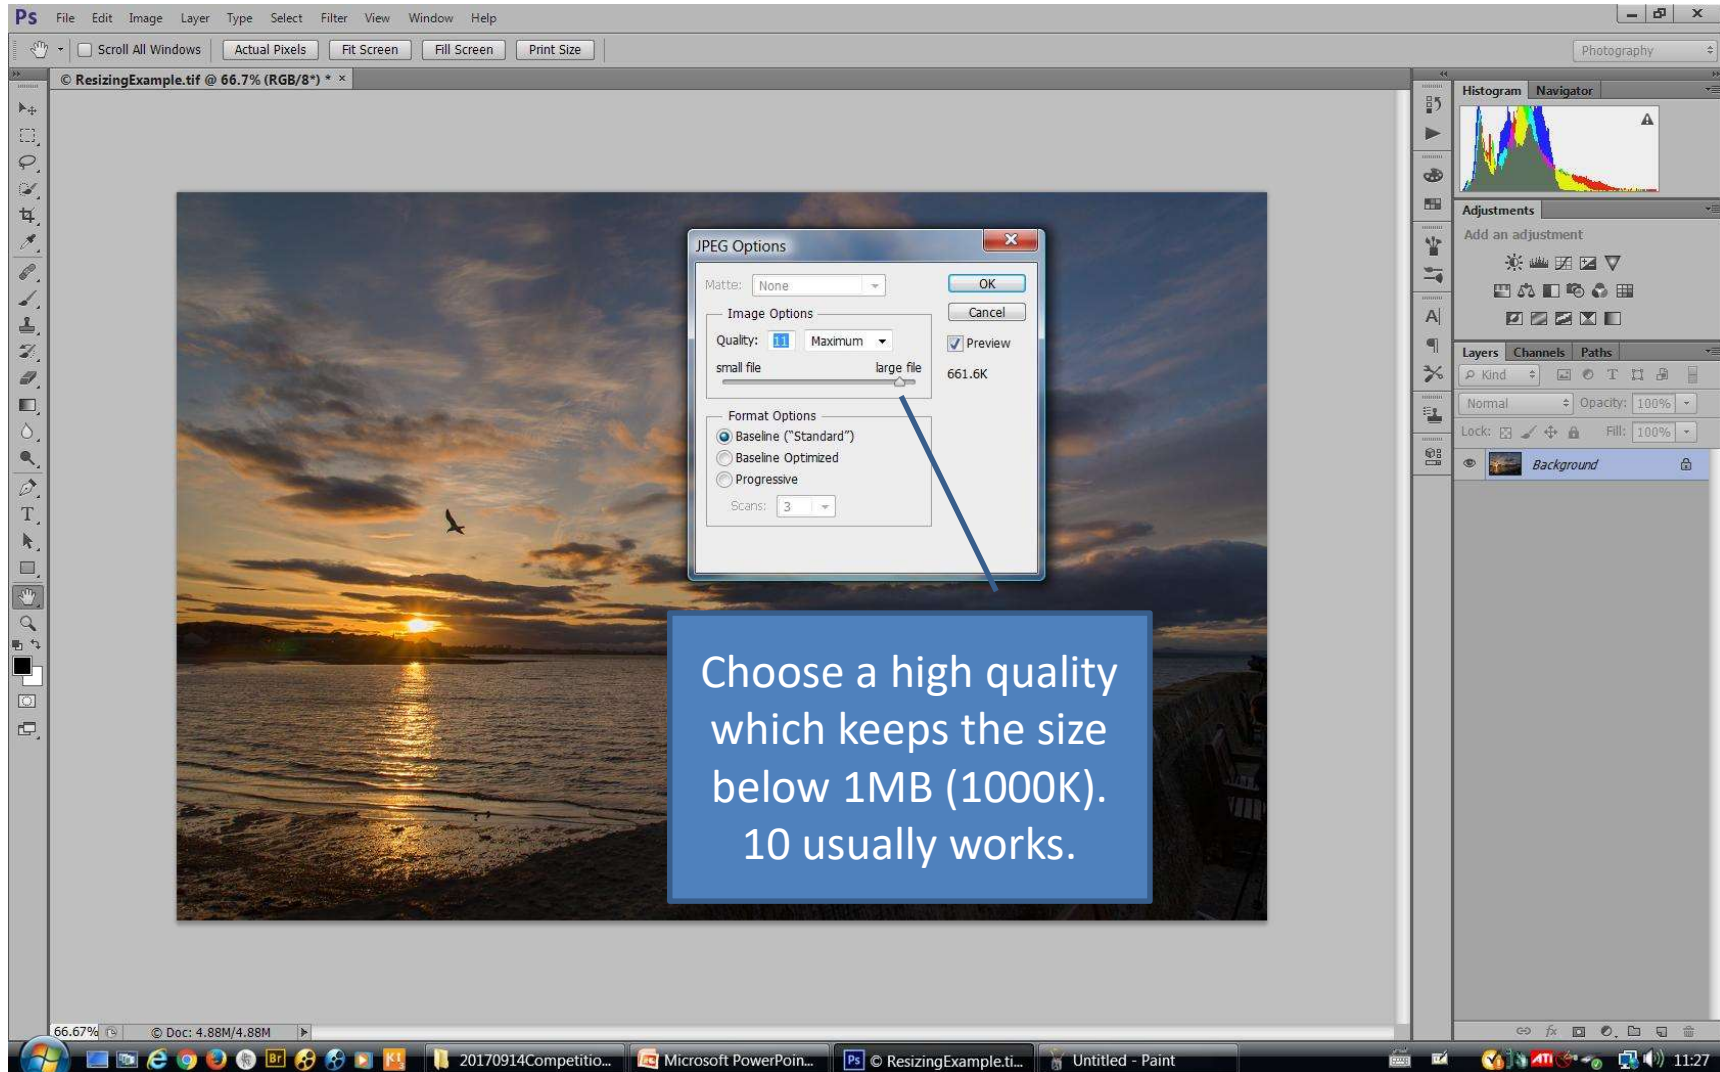 Ps File Edit Image Layer Type Select Filter View Window Help
Scroll All Windows Actual Pixels Fit Screen Fill Screen Print Size Photography
© ResizingExample.tif @ 66.7% (RGB/8*) * ×
Histogram Navigator
Adjustments
Add an adjustment
Layers Channels Paths
Kind
Normal Opacity: 100%
Lock: Fill: 100%
Background
JPEG Options
Matte: None
OK
Image Options
Cancel
Quality: 11 Maximum
Preview
small file large file
661.6K
Format Options
Baseline ("Standard")
Baseline Optimized
Progressive
Scans: 3
Choose a high quality
which keeps the size
below 1MB (1000K).
10 usually works.
66.67% © Doc: 4.88M/4.88M
20170914Competitio... Microsoft PowerPoin... Ps © ResizingExample.ti... Untitled - Paint ATI 11:27